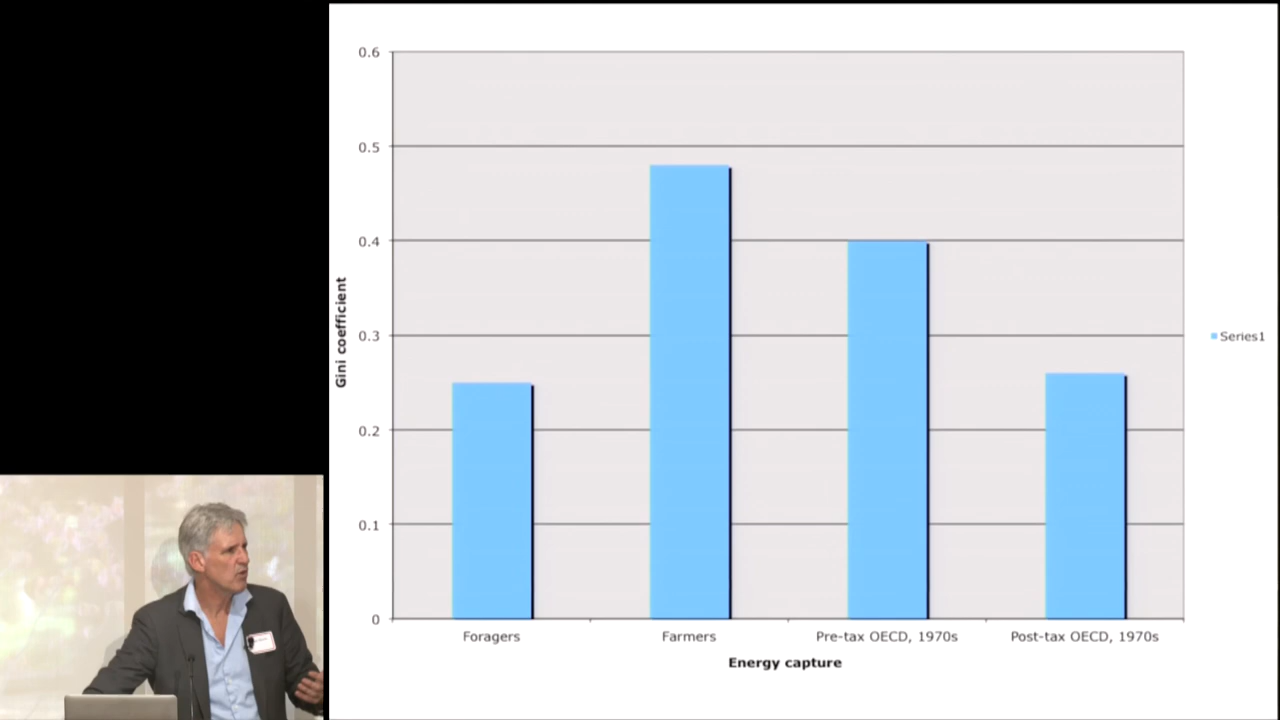 0.6
0.5
0.4
0.3
0.2
0.1
0
Gini coefficient
Foragers
Farmers
Pre-tax OECD, 1970s
Post-tax OECD, 1970s
Energy capture
Series1